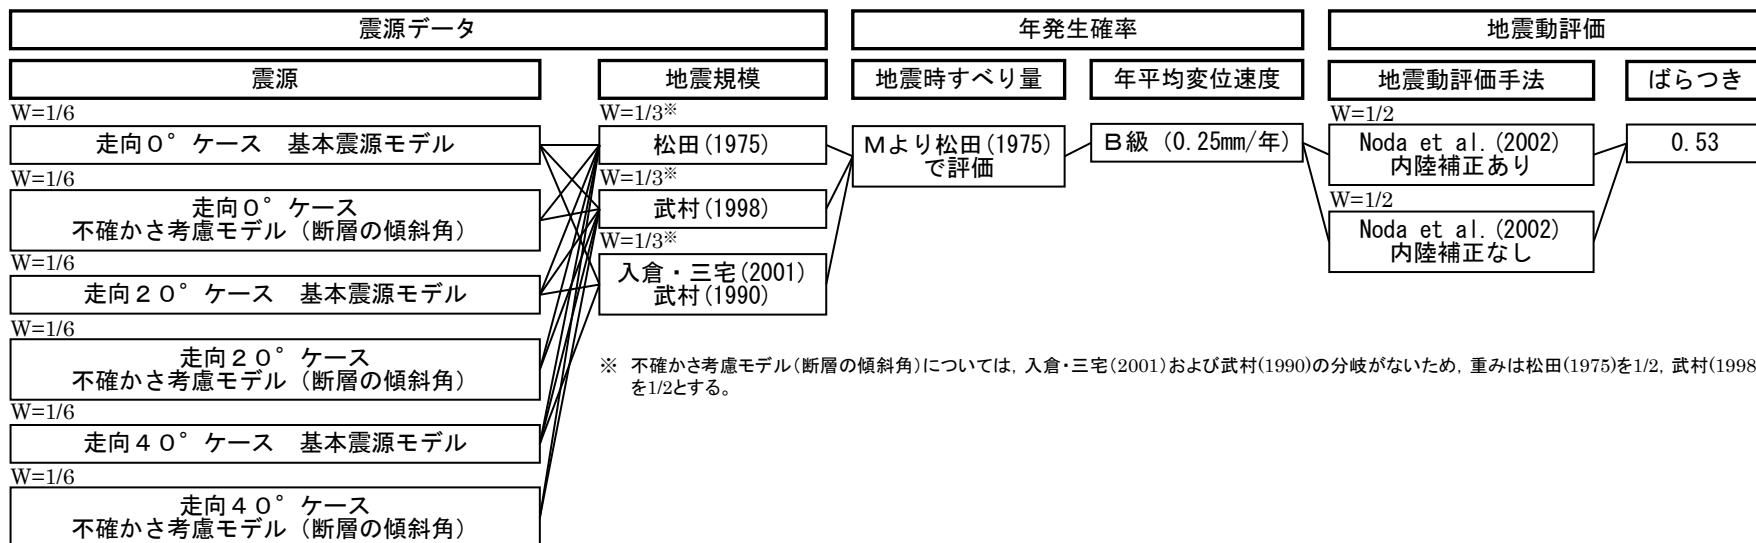 震源データ
年発生確率
地震動評価
震源
地震規模
地震時すべり量
年平均変位速度
地震動評価手法
ばらつき
W=1/6
走向０°ケース　基本震源モデル
W=1/6
走向０°ケース
不確かさ考慮モデル（断層の傾斜角）
W=1/6
走向２０°ケース　基本震源モデル
W=1/6
走向２０°ケース
不確かさ考慮モデル（断層の傾斜角）
W=1/6
走向４０°ケース　基本震源モデル
W=1/6
走向４０°ケース
不確かさ考慮モデル（断層の傾斜角）
W=1/3※
松田(1975)
W=1/3※
武村(1998)
W=1/3※
入倉・三宅(2001)
武村(1990)
Ｍより松田(1975)
で評価
Ｂ級（0.25mm/年）
W=1/2
Noda et al.(2002)
内陸補正あり
W=1/2
Noda et al.(2002)
内陸補正なし
0.53
※　不確かさ考慮モデル（断層の傾斜角）については，入倉・三宅(2001)および武村(1990)の分岐がないため，重みは松田(1975)を1/2，武村(1998
を1/2とする。